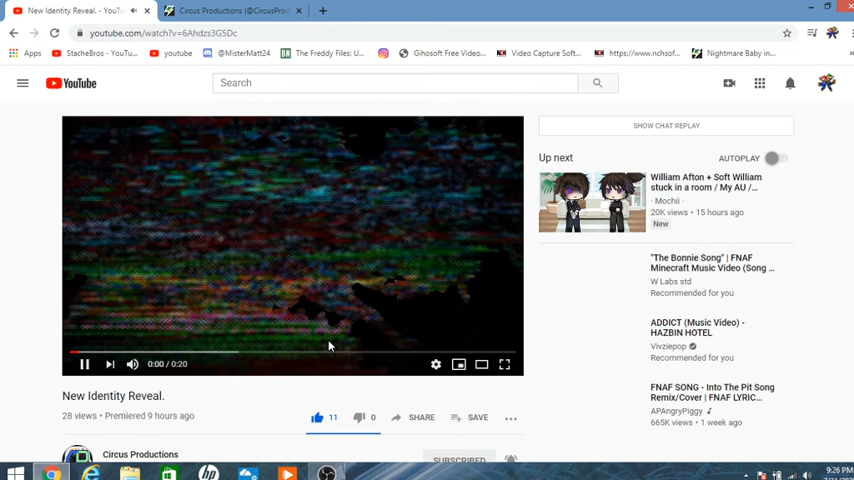 New Identity Reveal. - YouTu
Circus Productions (@CircusProd
youtube.com/watch?v=6Ahdzs3G5Dc
Apps
StacheBros - YouTu...
youtube
@MisterMatt24
The Freddy Files: U...
Gihosoft Free Video...
Video Capture Soft...
https://www.nchsof...
Nightmare Baby in...
YouTube
Search
SHOW CHAT REPLAY
Up next
AUTOPLAY
William Afton + Soft William
stuck in a room / My AU /...
Mochii ·
20K views • 15 hours ago
New
"The Bonnie Song" | FNAF
Minecraft Music Video (Song ...
W Labs std
Recommended for you
ADDICT (Music Video) -
HAZBIN HOTEL
Vivziepop
Recommended for you
FNAF SONG - Into The Pit Song
Remix/Cover | FNAF LYRIC...
APAngryPiggy
665K views • 1 week ago
0:00 / 0:20
New Identity Reveal.
28 views • Premiered 9 hours ago
11
0
SHARE
SAVE
Circus Productions
SUBSCRIBED
hp
9:26 PM